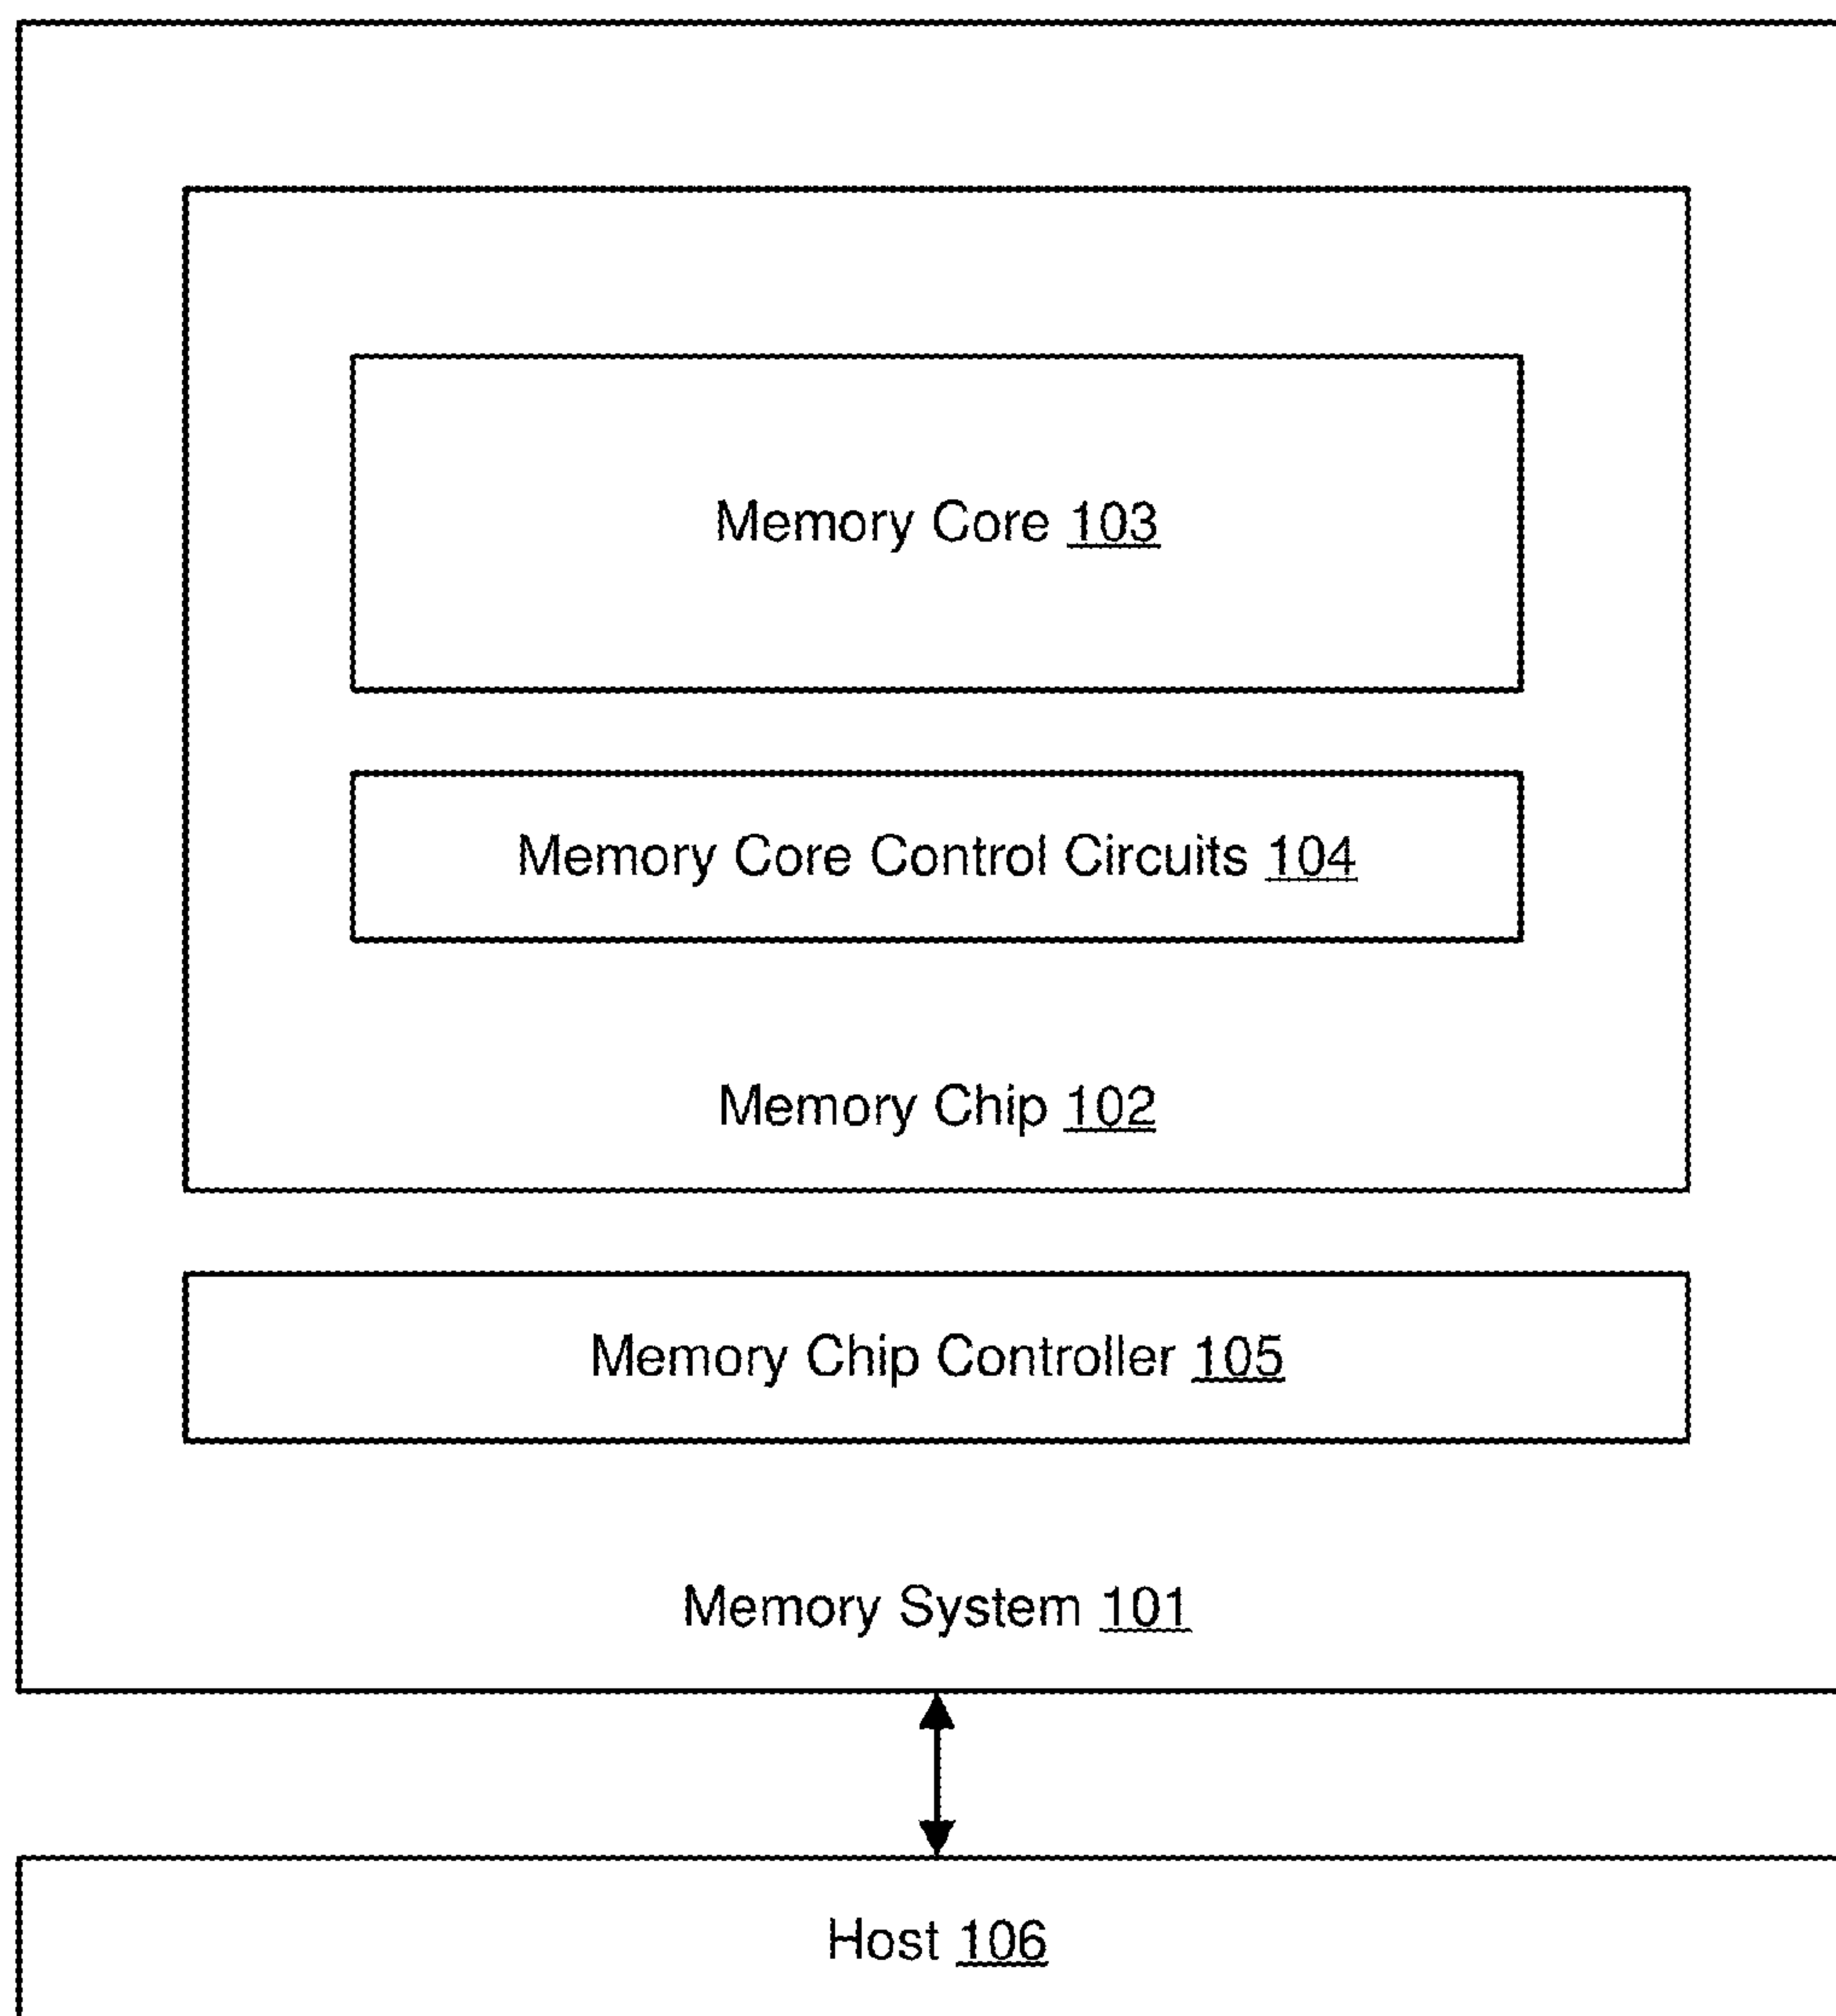 Memory Core 103
Memory Core Control Circuits 104
Memory Chip 102
Memory Chip Controller 105
Memory System 101
Host 106